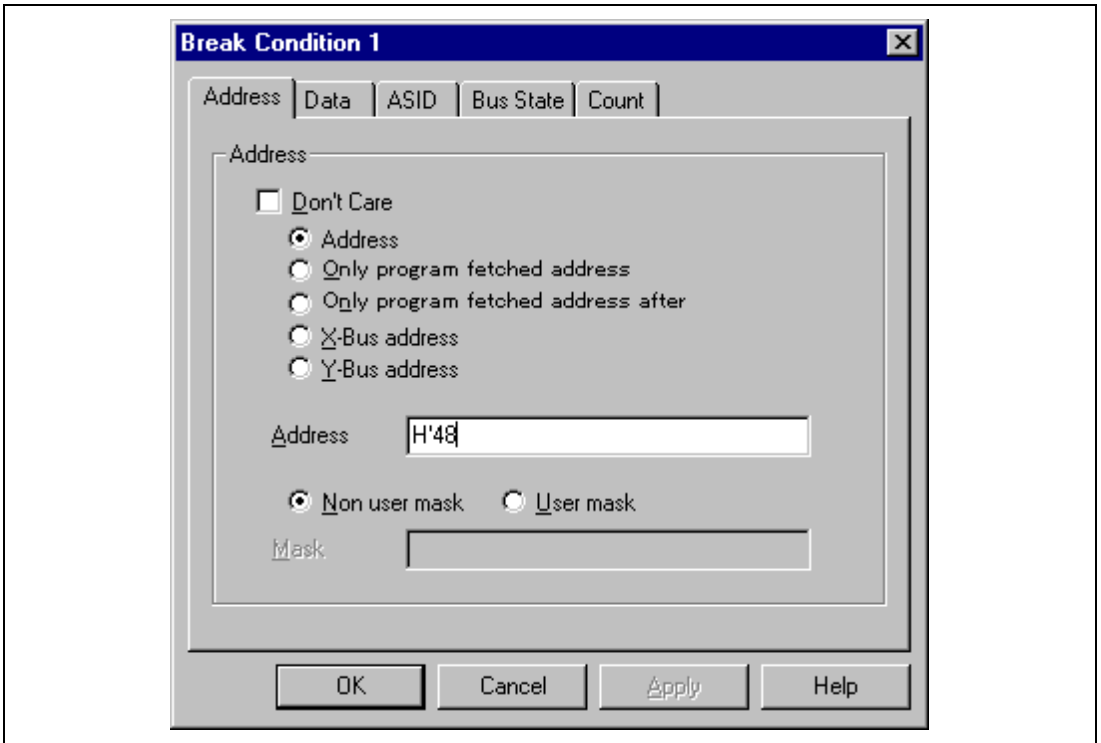 Break Condition 1
Address Data ASID Bus State Count
Address
Don't Care
Address
Only program fetched address
Only program fetched address after
X-Bus address
Y-Bus address
Address H'48
Non user mask User mask
Mask
OK Cancel Apply Help